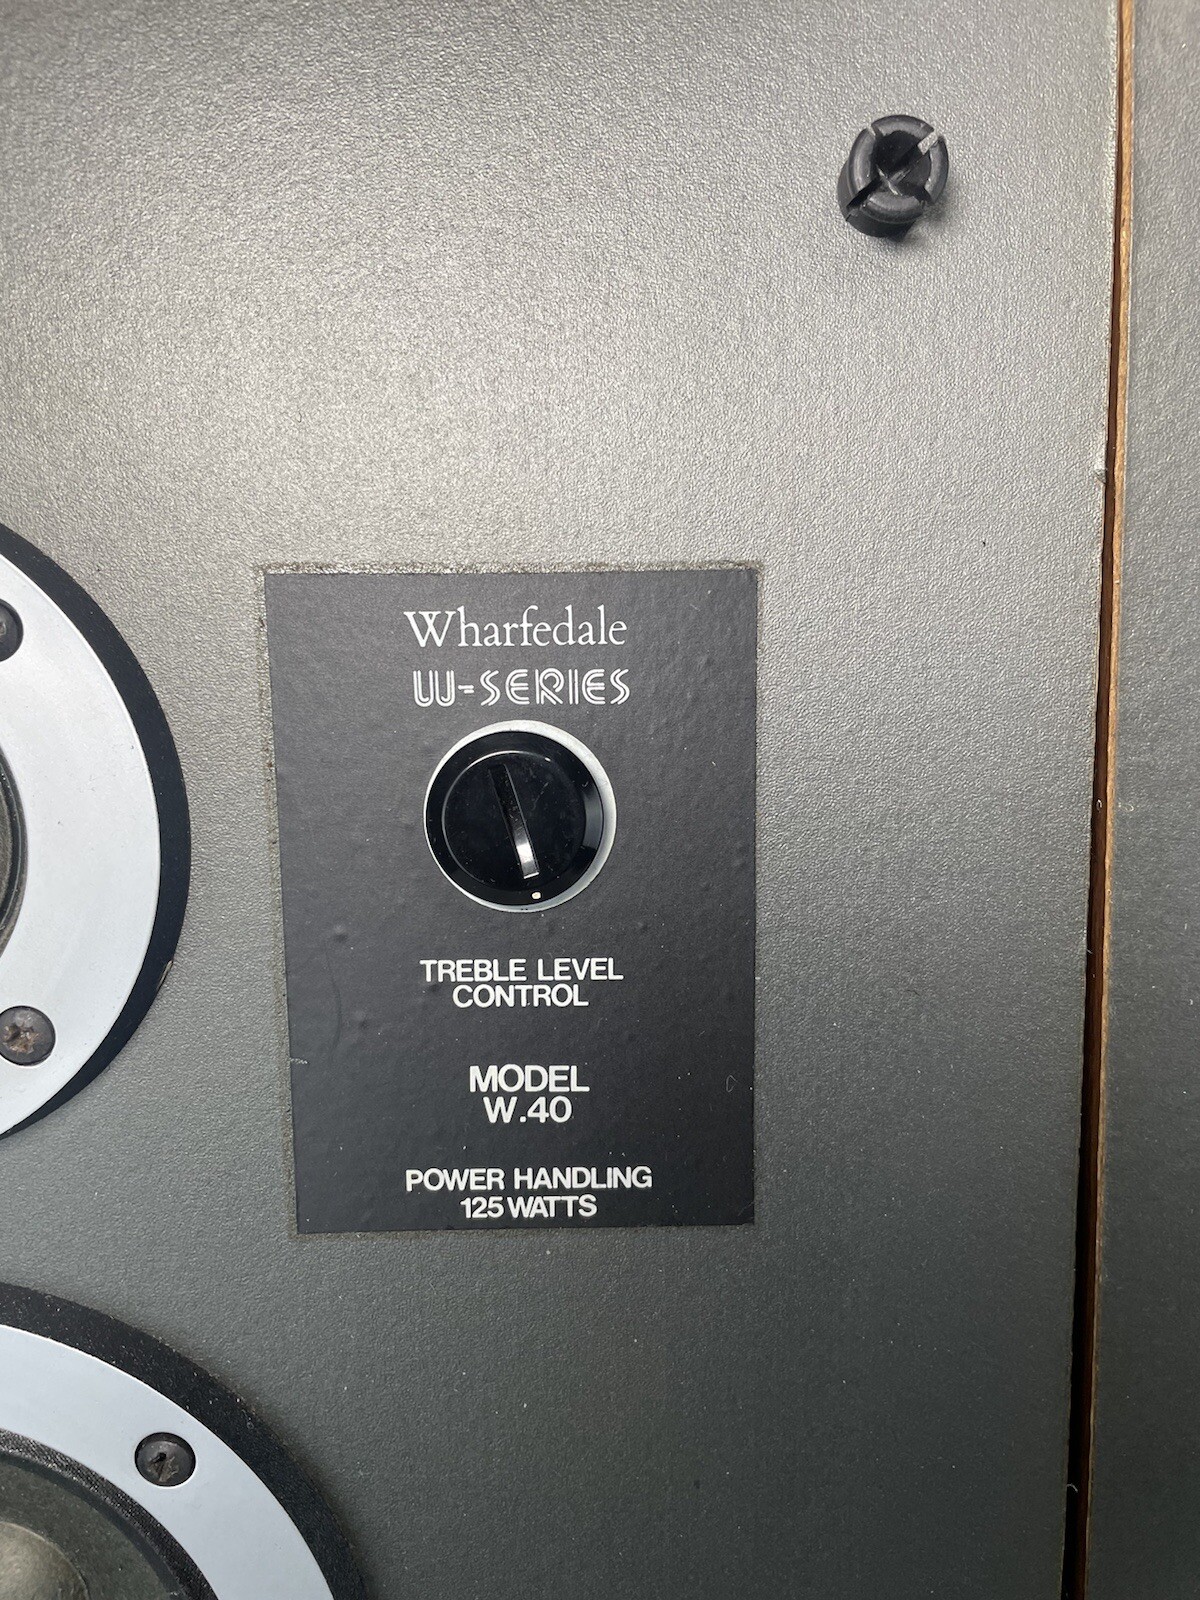 Wharfedale
W-SERIES
TREBLE LEVEL
CONTROL
MODEL
W.40
POWER HANDLING
125 WATTS